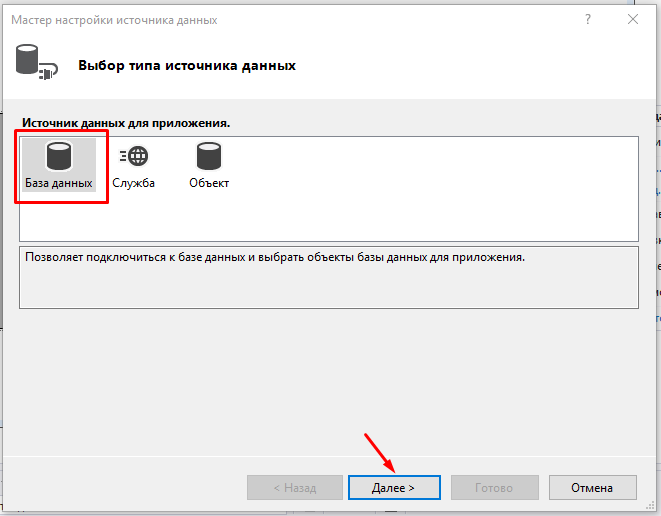 Мастер настройки источника данных
Выбор типа источника данных
Источник данных для приложения.
База данных Служба Объект
Позволяет подключиться к базе данных и выбрать объекты базы данных для приложения.
< Назад Далее > Готово Отмена